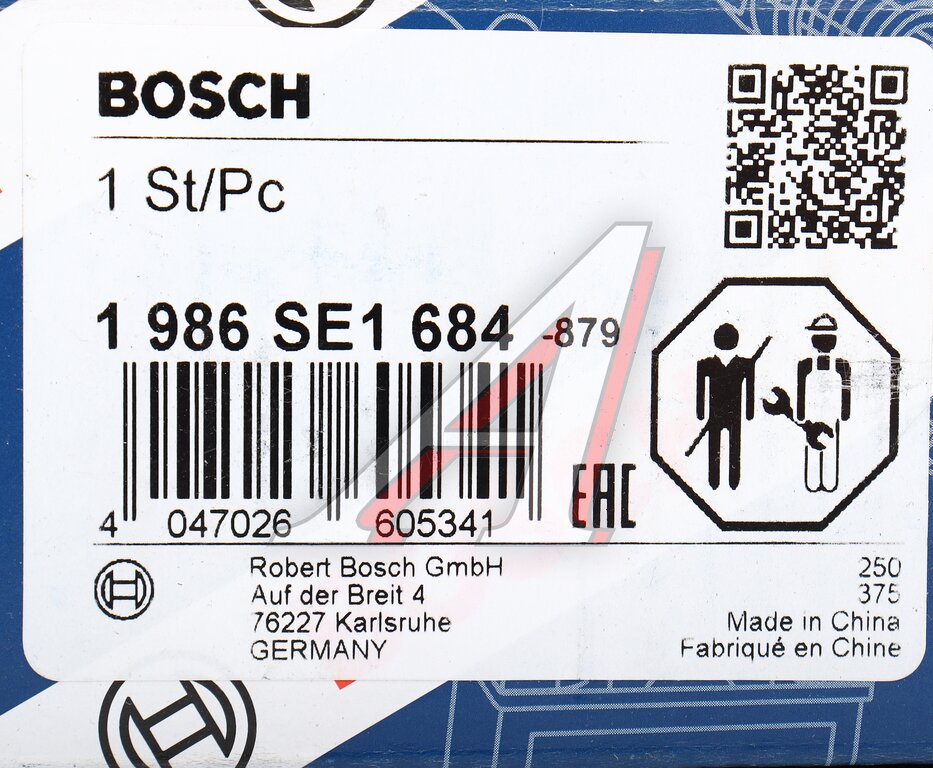 BOSCH
1 St/Pc
1 986 SE1 684 -879
4 047026 605341
EAC
Robert Bosch GmbH
Auf der Breit 4
76227 Karlsruhe
GERMANY
250
375
Made in China
Fabriqué en Chine